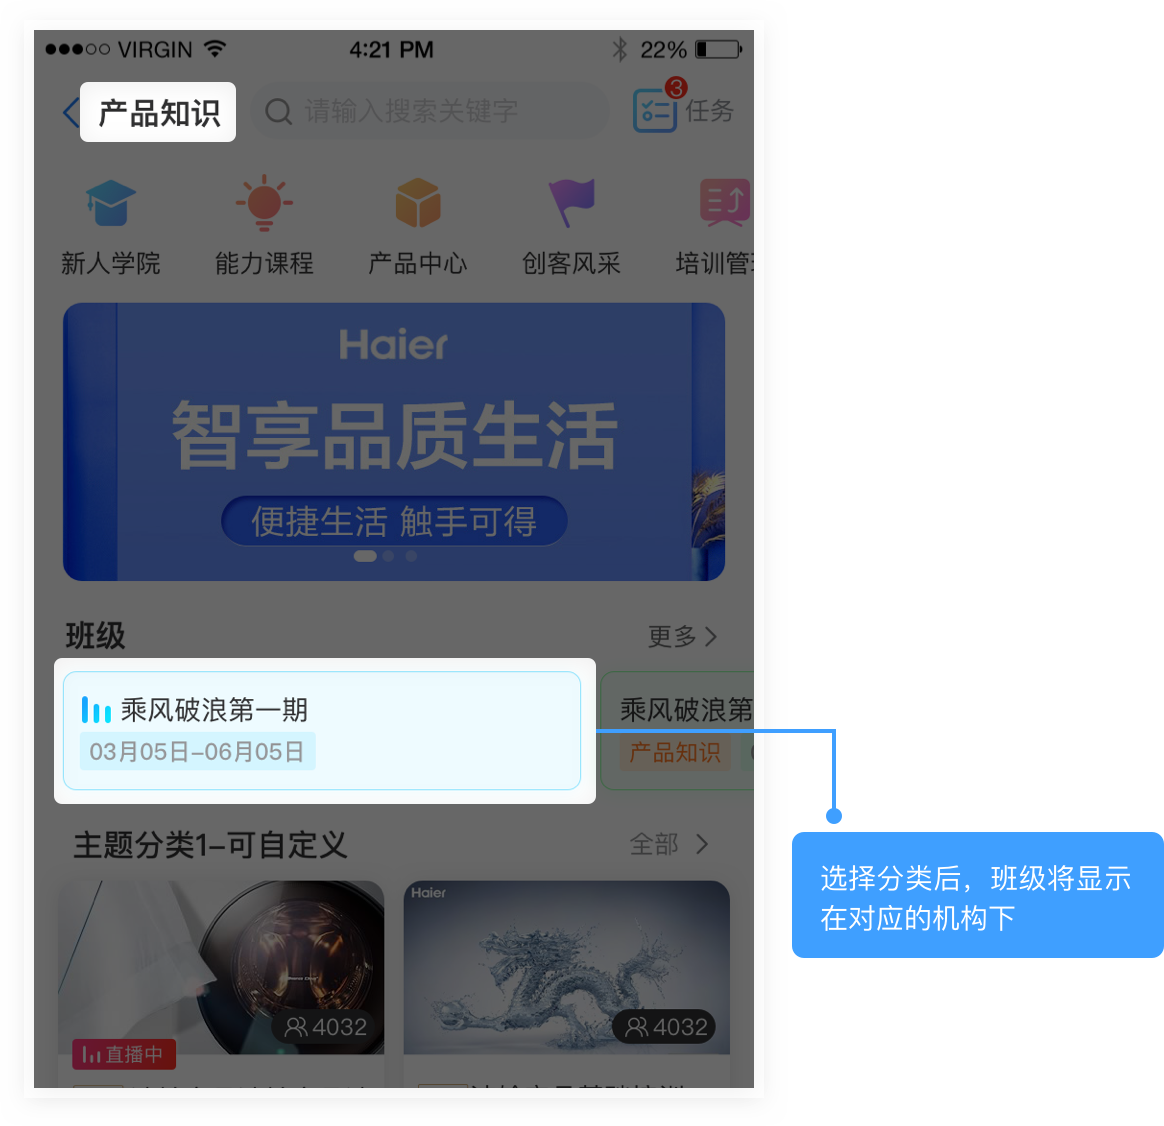 VIRGIN 4:21 PM 22%
产品知识 请输入搜索关键字 3 任务
新人学院 能力课程 产品中心 创客风采 培训管
Haier
智享品质生活
便捷生活 触手可得
班级 更多
乘风破浪第一期 乘风破浪第
03月05日-06月05日 产品知识
主题分类1-可自定义 全部
Haier
4032 4032
直播中
选择分类后，班级将显示
在对应的机构下